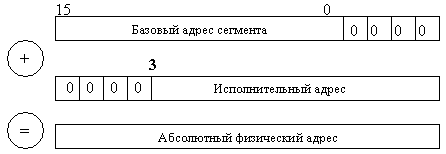 15 0
Базовый адрес сегмента 0 0 0 0
+
3
0 0 0 0 Исполнительный адрес
=
Абсолютный физический адрес